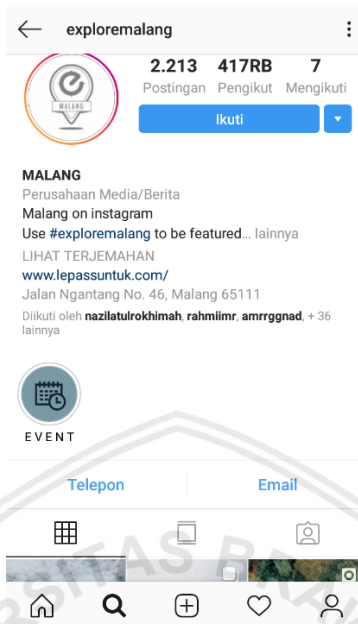 exploremalang
2.213 417RB 7
Postingan Pengikut Mengikuti
MALANG
Ikuti
MALANG
Perusahaan Media/Berita
Malang on instagram
Use #exploremalang to be featured... lainnya
LIHAT TERJEMAHAN
www.lepassuntuk.com/
Jalan Ngantang No. 46, Malang 65111
Diikuti oleh nazilatulrokhimah, rahmiimr, amrrggnad, + 36
lainnya
EVENT
Telepon Email
SITAS BRA